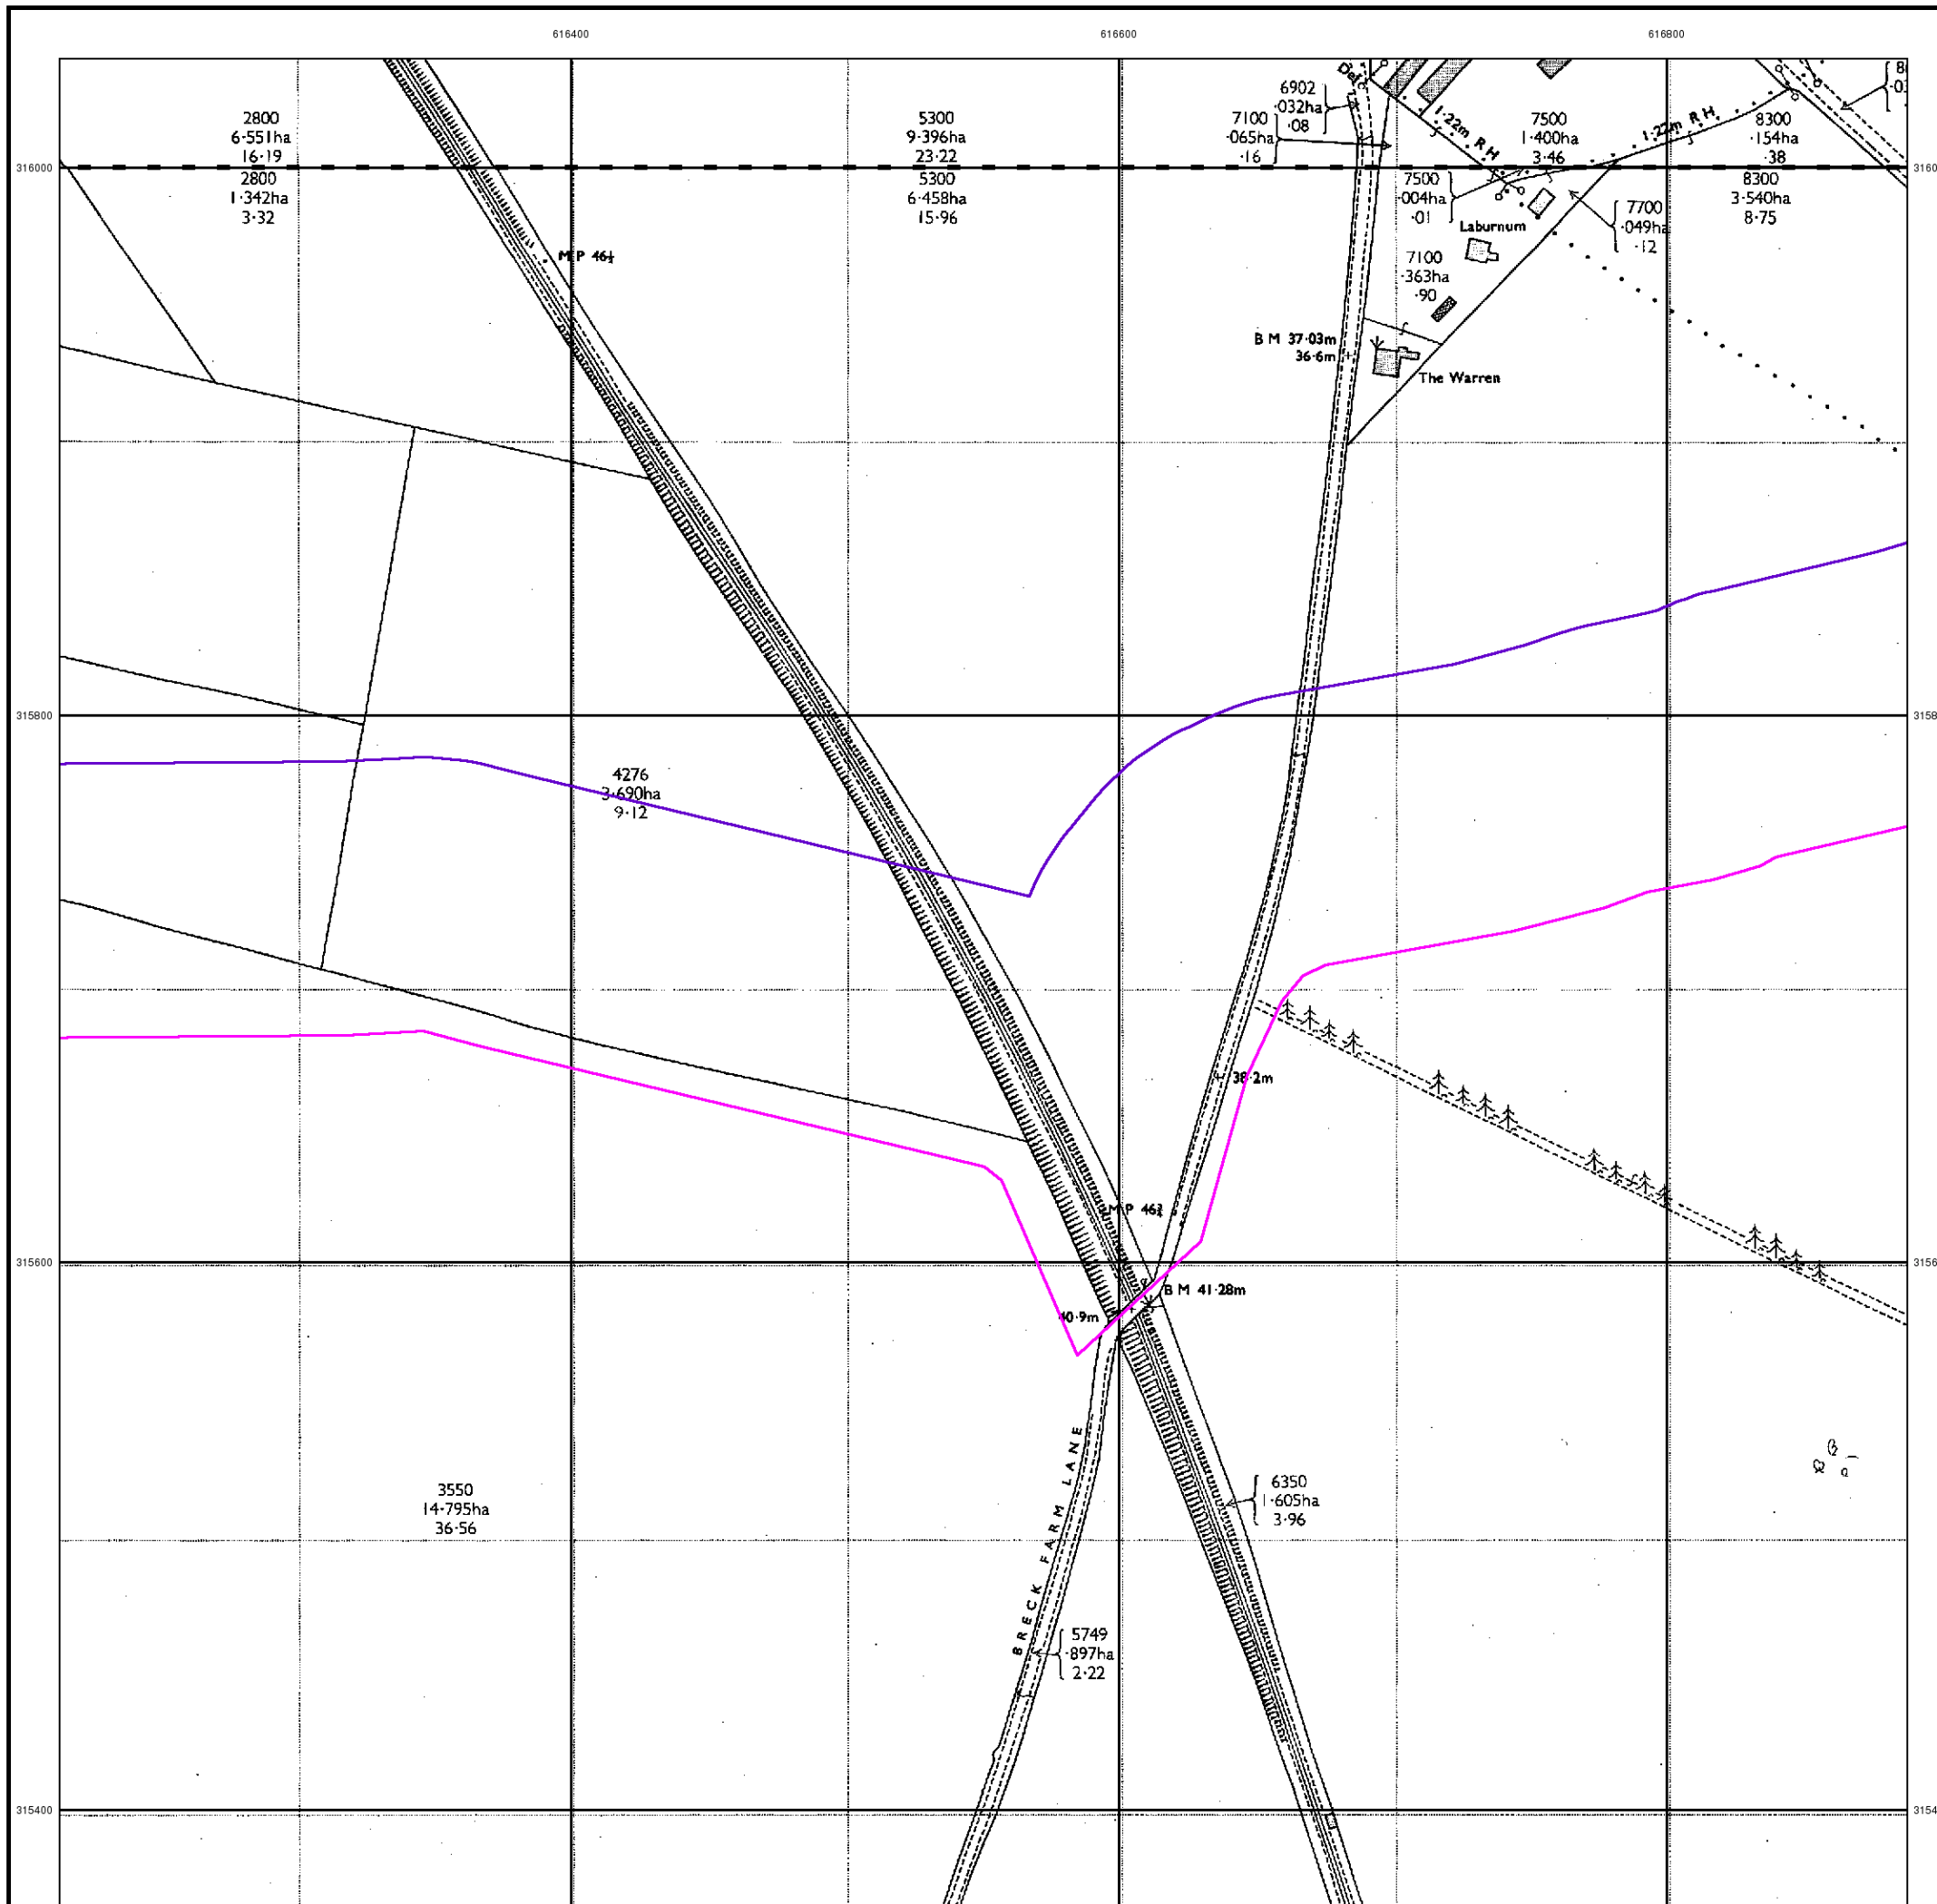 616400
616600
616800
2800
6·551ha
16·19
5300
9·396ha
23·22
6902
·032ha
·08
7100
·065ha
·16
Def
1·22m R H
7500
1·400ha
3·46
1·22m R H
8300
·154ha
·38
316000
2800
1·342ha
3·32
5300
6·458ha
15·96
7500
·004ha
·01
Laburnum
7700
·049ha
·12
8300
3·540ha
8·75
M P 46½
7100
·363ha
·90
B M 37·03m
36·6m
The Warren
315800
4276
3·690ha
9·12
38·2m
M P 46¾
315600
B M 41·28m
40·9m
BRECK FARM LANE
3550
14·795ha
36·56
6350
1·605ha
3·96
5749
·897ha
2·22
315400